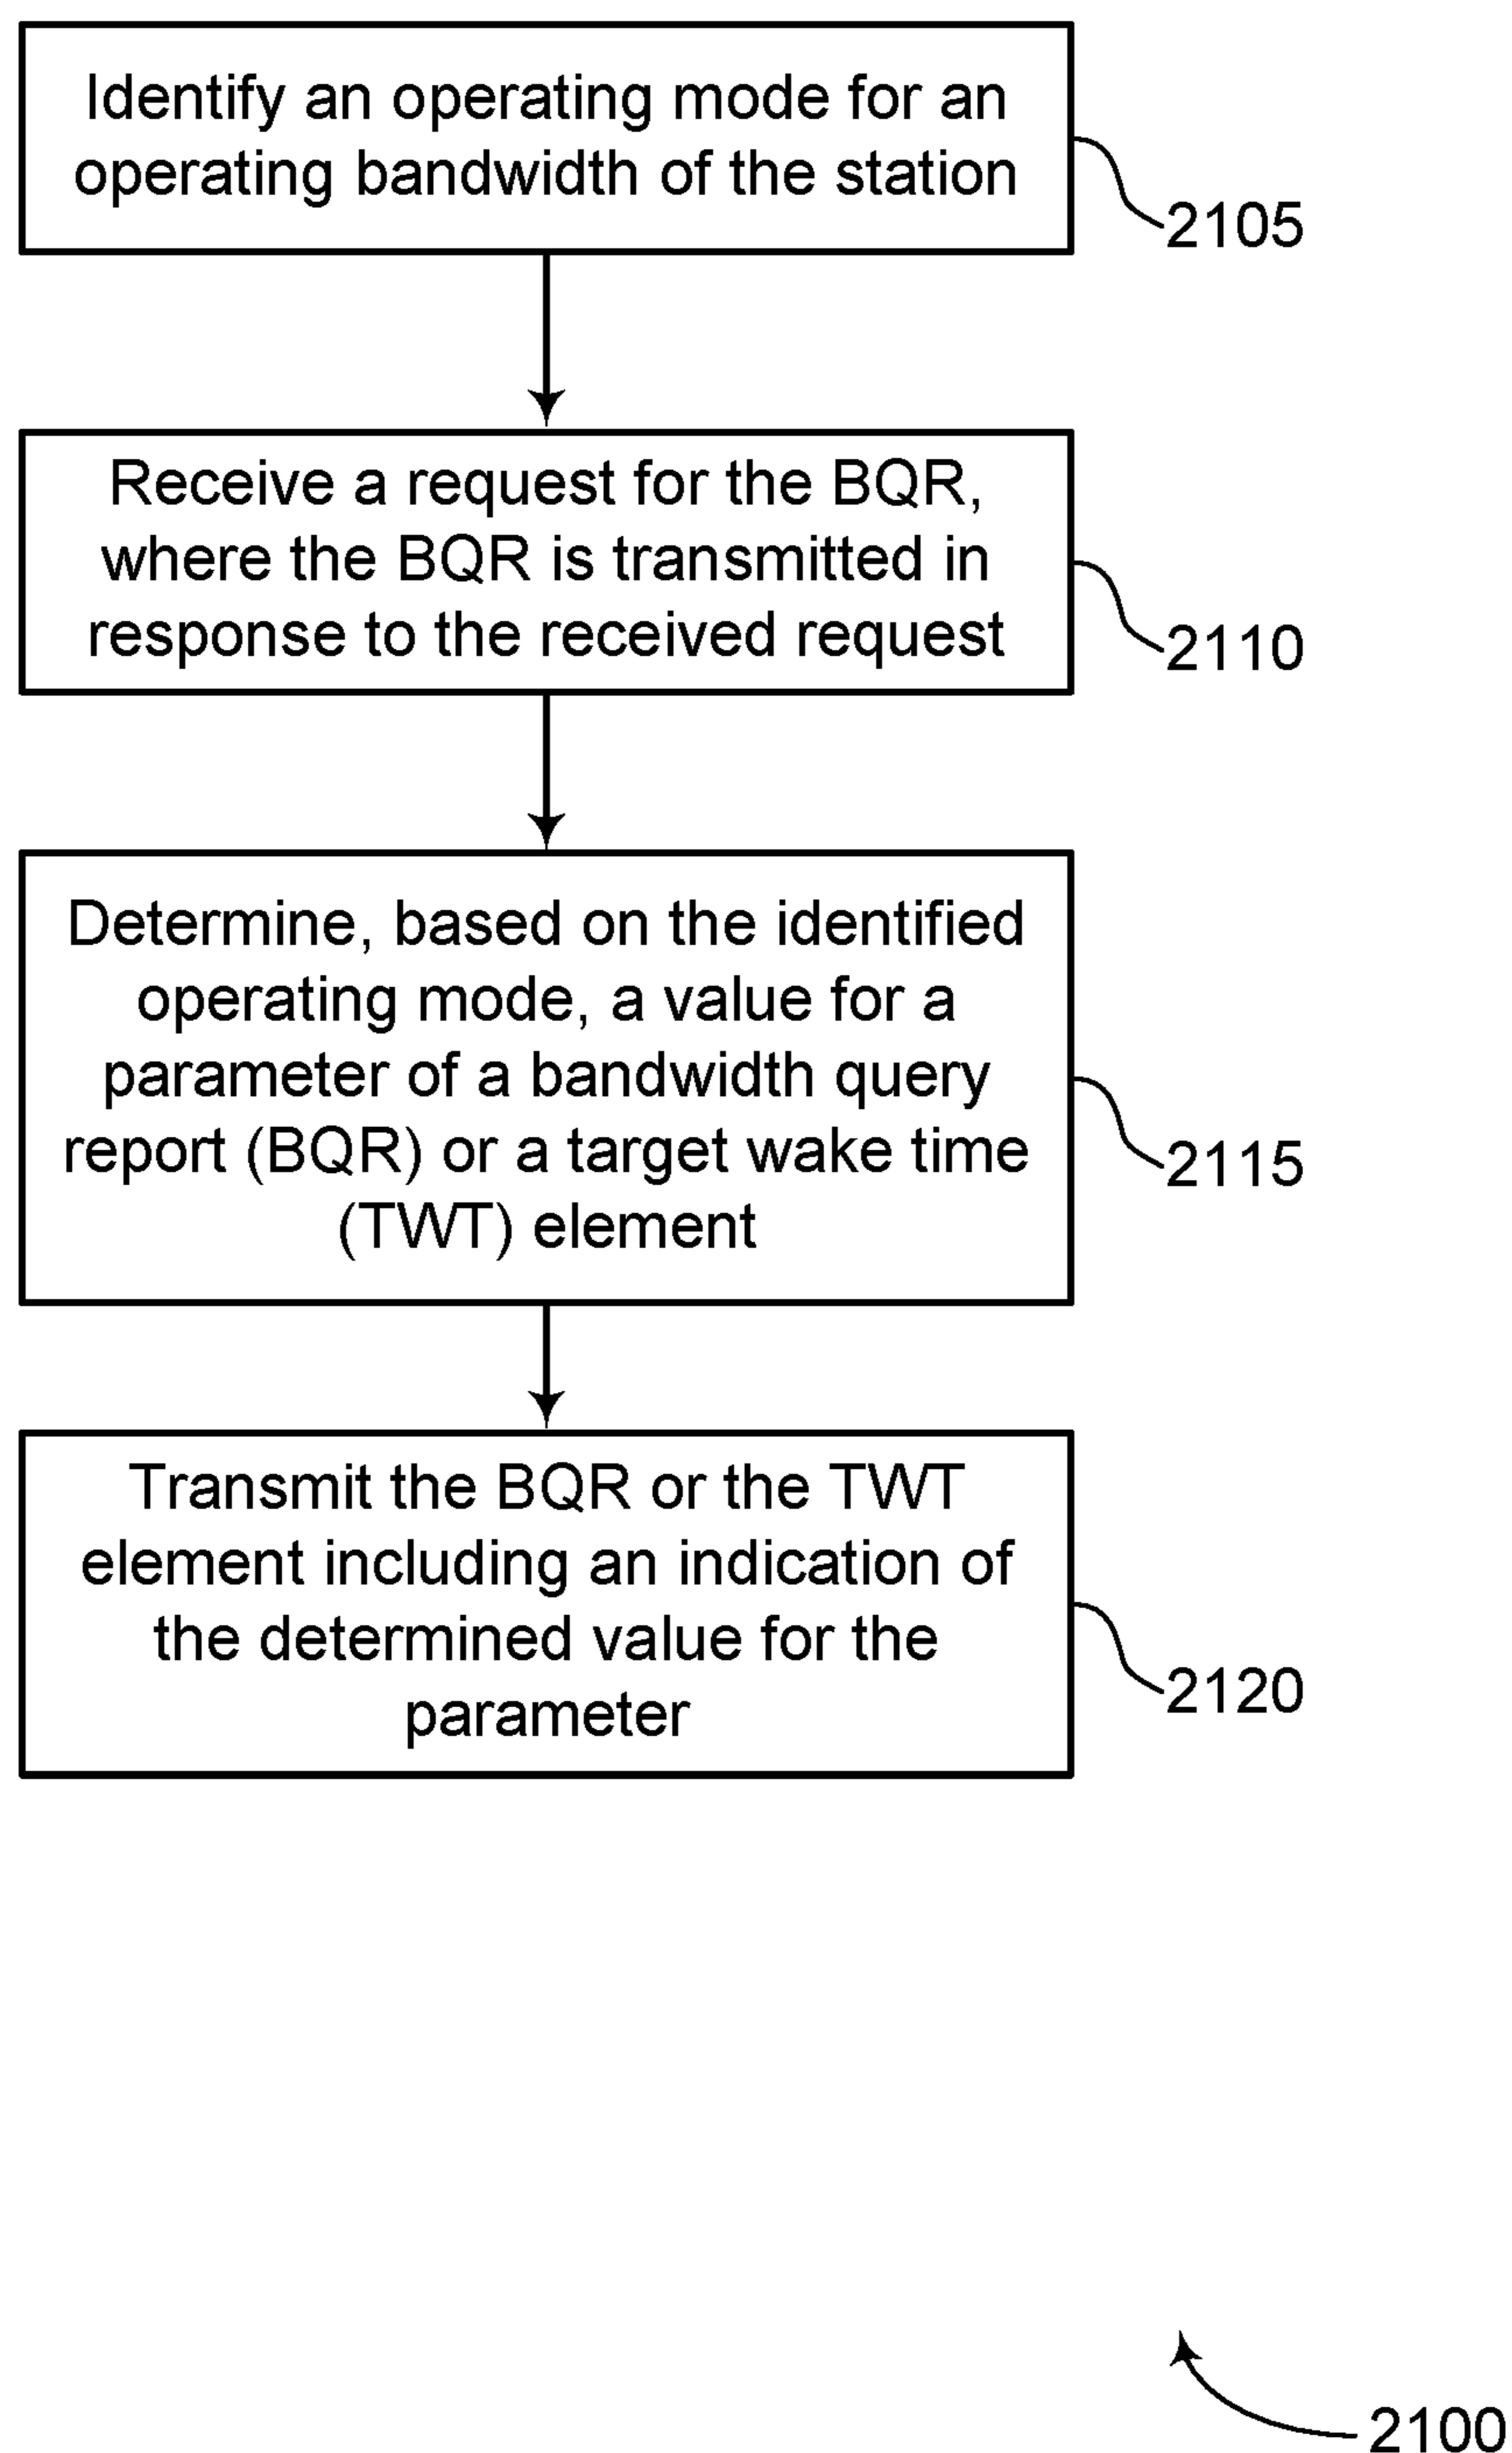 Identify an operating mode for an
operating bandwidth of the station
2105
Receive a request for the BQR,
where the BQR is transmitted in
response to the received request
2110
Determine, based on the identified
operating mode, a value for a
parameter of a bandwidth query
report (BQR) or a target wake time
(TWT) element
2115
Transmit the BQR or the TWT
element including an indication of
the determined value for the
parameter
2120
2100